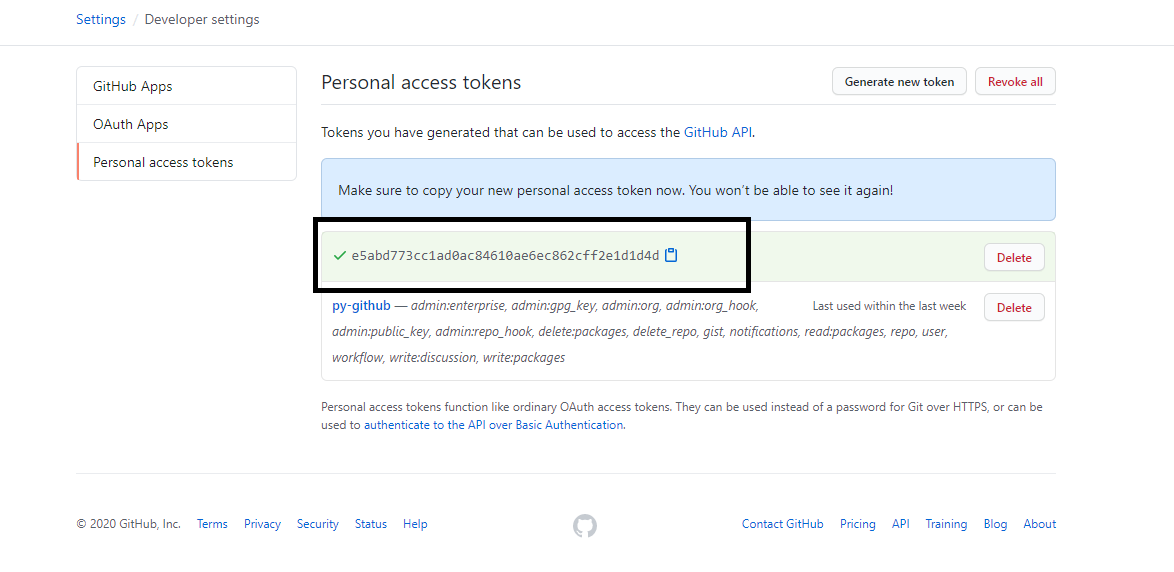 Settings / Developer settings
GitHub Apps
OAuth Apps
Personal access tokens
Personal access tokens
Generate new token
Revoke all
Tokens you have generated that can be used to access the GitHub API.
Make sure to copy your new personal access token now. You won't be able to see it again!
e5abd773cc1ad0ac84610ae6ec862cff2e1d1d4d
Delete
py-github — admin:enterprise, admin:gpg_key, admin:org, admin:org_hook,
Last used within the last week
Delete
admin:public_key, admin:repo_hook, delete:packages, delete_repo, gist, notifications, read:packages, repo, user,
workflow, write:discussion, write:packages
Personal access tokens function like ordinary OAuth access tokens. They can be used instead of a password for Git over HTTPS, or can be
used to authenticate to the API over Basic Authentication.
© 2020 GitHub, Inc. Terms Privacy Security Status Help
Contact GitHub Pricing API Training Blog About